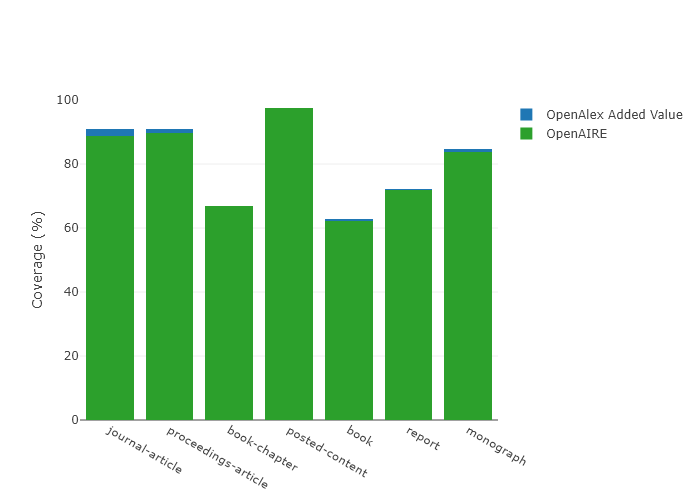 100
80
60
40
20
0
Coverage (%)
journal-article
proceedings-article
book-chapter
posted-content
book
report
monograph
OpenAlex Added Value
OpenAIRE